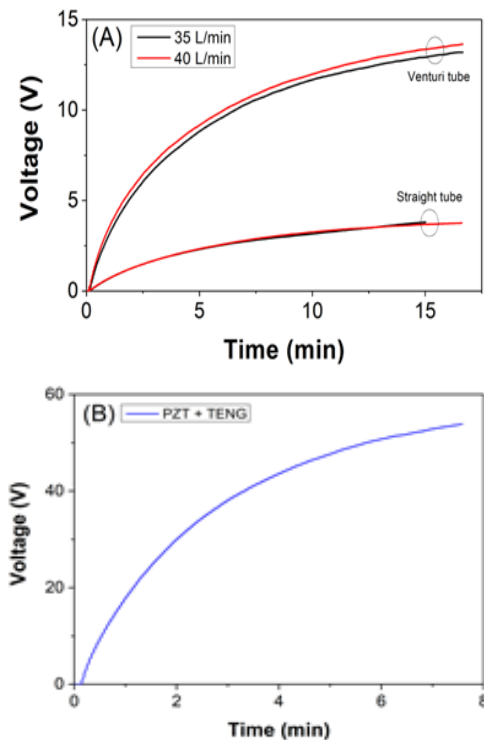 (A)
35 L/min
40 L/min
Venturi tube
Straight tube
Voltage (V)
15
10
5
0
0 5 10 15
Time (min)
(B)
PZT + TENG
Voltage (V)
60
40
20
0
0 2 4 6 8
Time (min)